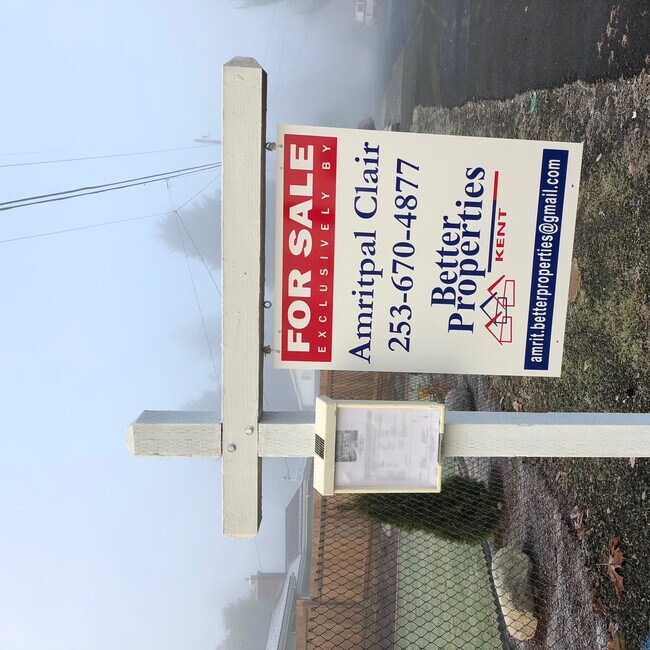 FOR SALE
EXCLUSIVELY BY
Amritpal Clair
253-670-4877
Better
Properties
KENT
amrit.betterproperties@gmail.com